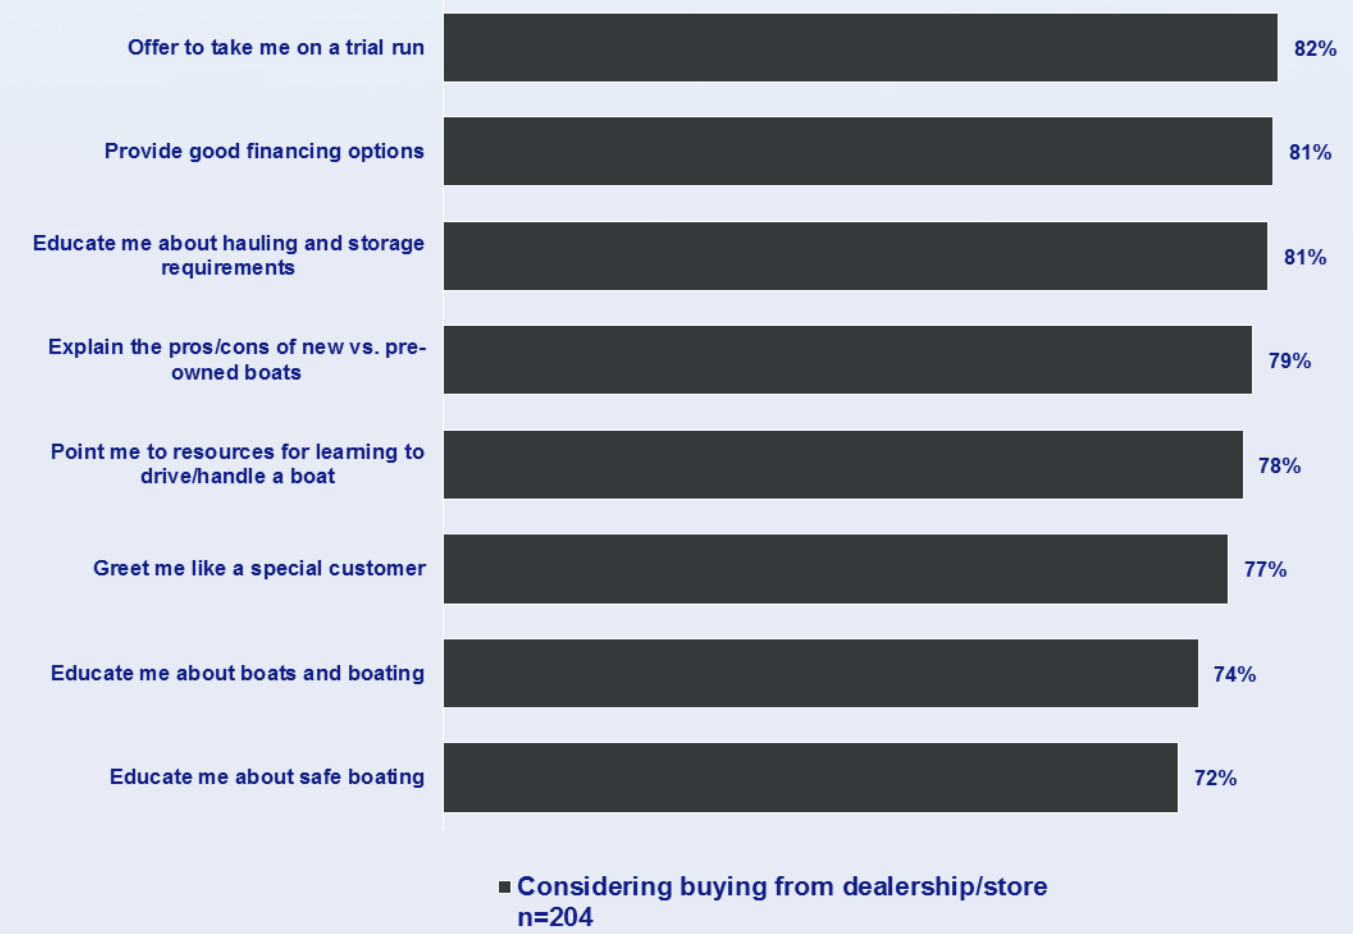 Offer to take me on a trial run
82%
Provide good financing options
81%
Educate me about hauling and storage
requirements
81%
Explain the pros/cons of new vs. pre-
owned boats
79%
Point me to resources for learning to
drive/handle a boat
78%
Greet me like a special customer
77%
Educate me about boats and boating
74%
Educate me about safe boating
72%
Considering buying from dealership/store
n=204